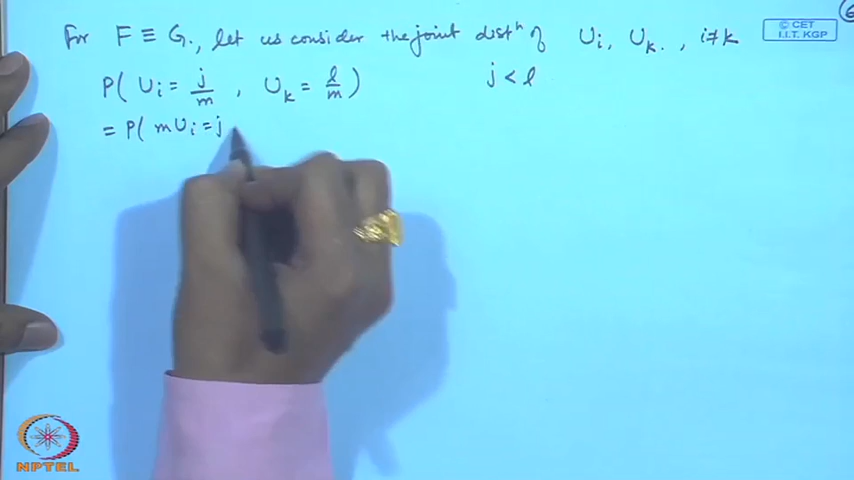 For F ≡ G, let us consider the joint distⁿ of Uᵢ, Uₖ, i≠k
P( Uᵢ = j/m , Uₖ = l/m ) j < l
= P( mUᵢ = j
© CET
I.I.T. KGP
NPTEL